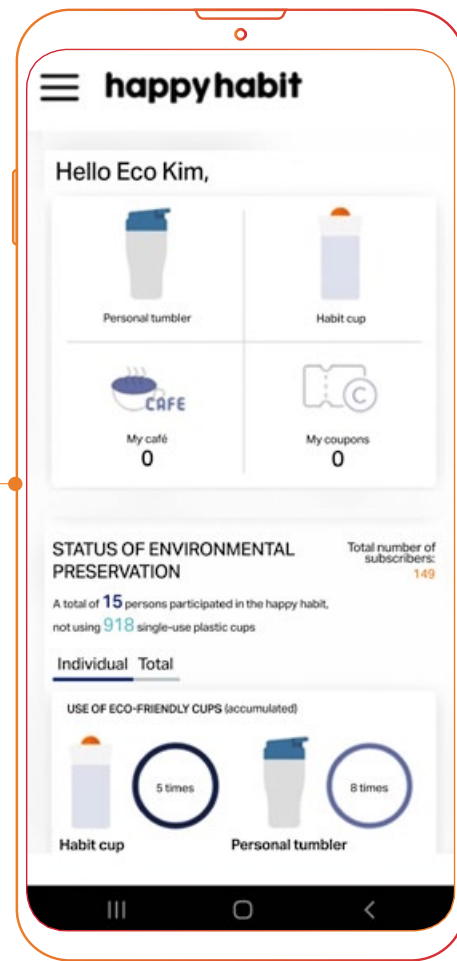 happyhabit
Hello Eco Kim,
Personal tumbler
Habit cup
CAFE
C
My café
0
My coupons
0
STATUS OF ENVIRONMENTAL
PRESERVATION
Total number of
subscribers:
149
A total of 15 persons participated in the happy habit,
not using 918 single-use plastic cups
Individual Total
USE OF ECO-FRIENDLY CUPS (accumulated)
5 times
8 times
Habit cup
Personal tumbler